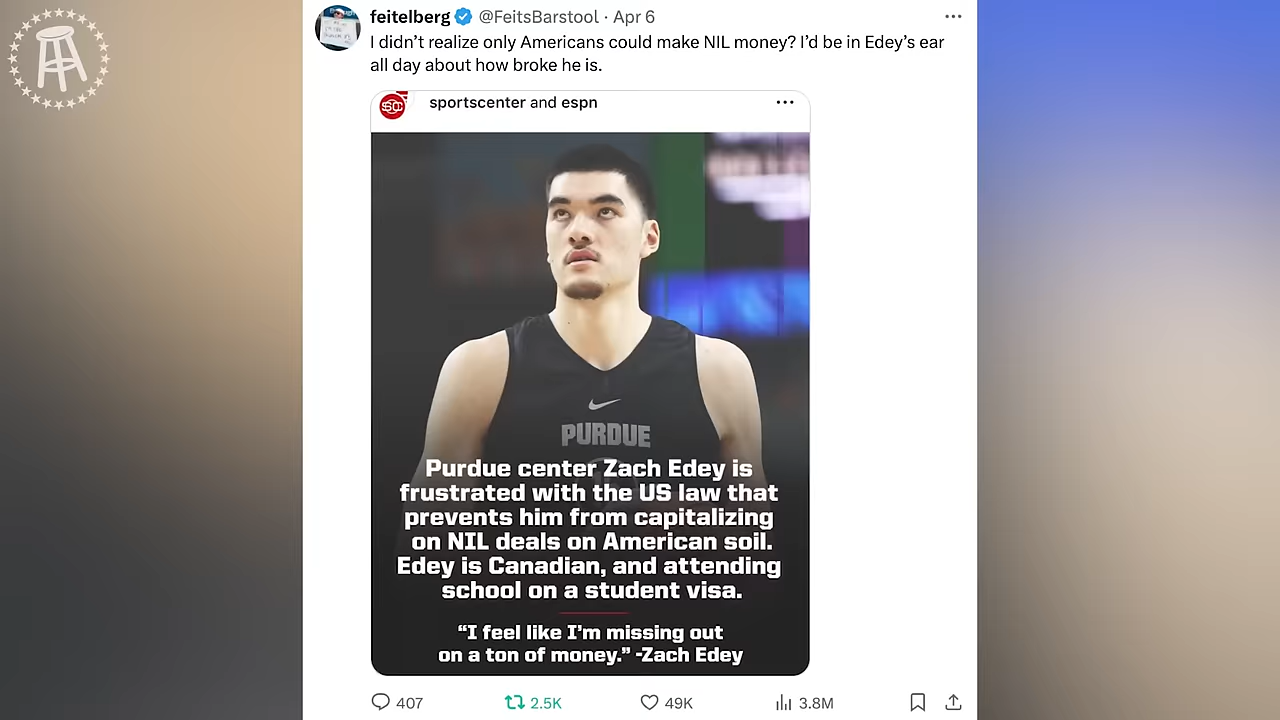 feitelberg @FeitsBarstool · Apr 6
I didn’t realize only Americans could make NIL money? I’d be in Edey’s ear
all day about how broke he is.
sportscenter and espn
PURDUE
Purdue center Zach Edey is
frustrated with the US law that
prevents him from capitalizing
on NIL deals on American soil.
Edey is Canadian, and attending
school on a student visa.
“I feel like I’m missing out
on a ton of money.” -Zach Edey
407 2.5K 49K 3.8M